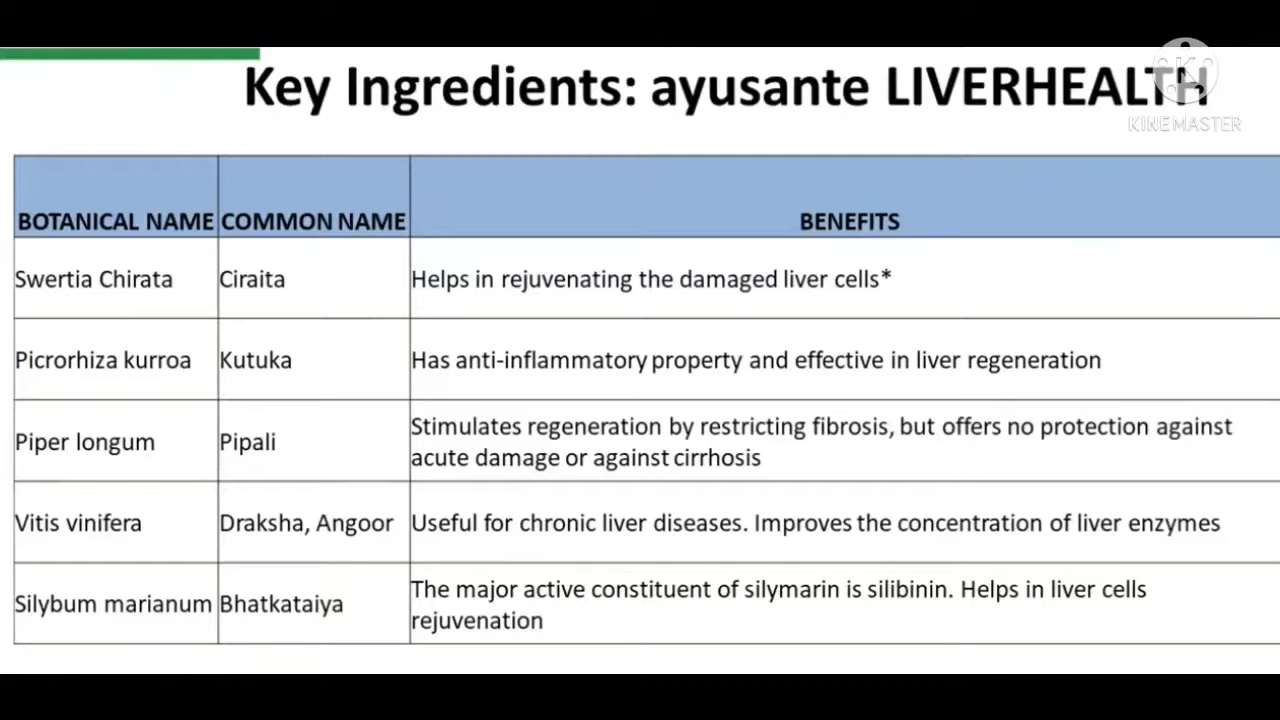 Key Ingredients: ayusante LIVERHEALTH
KINEMASTER
BOTANICAL NAME COMMON NAME BENEFITS
Swertia Chirata Ciraita Helps in rejuvenating the damaged liver cells*
Picrorhiza kurroa Kutuka Has anti-inflammatory property and effective in liver regeneration
Piper longum Pipali Stimulates regeneration by restricting fibrosis, but offers no protection against
acute damage or against cirrhosis
Vitis vinifera Draksha, Angoor Useful for chronic liver diseases. Improves the concentration of liver enzymes
Silybum marianum Bhatkataiya The major active constituent of silymarin is silibinin. Helps in liver cells
rejuvenation